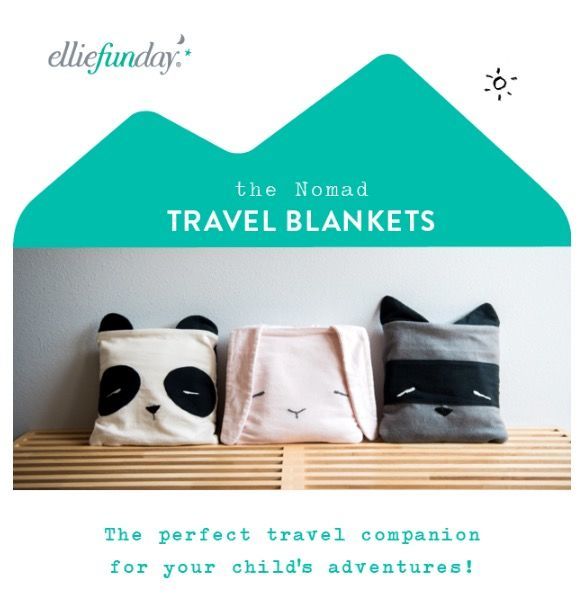 elliefunday®
the Nomad
TRAVEL BLANKETS
The perfect travel companion
for your child's adventures!